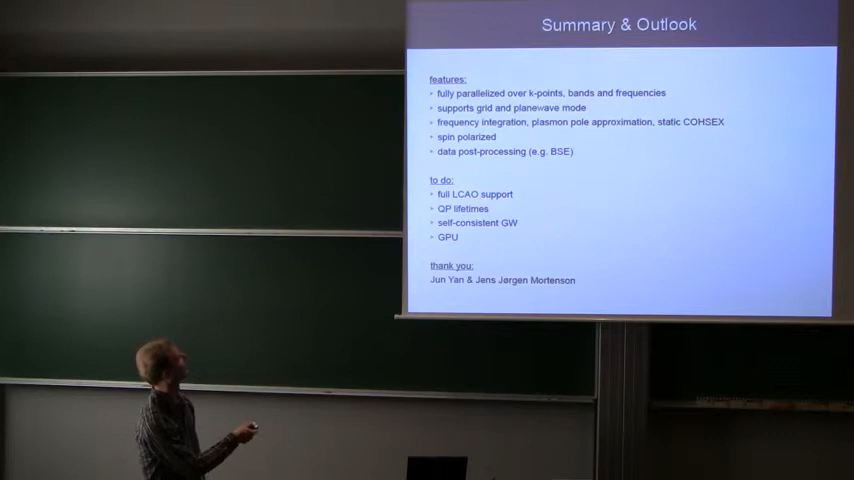 Summary & Outlook
features:
fully parallelized over k-points, bands and frequencies
supports grid and planewave mode
frequency integration, plasmon pole approximation, static COHSEX
spin polarized
data post-processing (e.g. BSE)
to do:
full LCAO support
QP lifetimes
self-consistent GW
GPU
thank you:
Jun Yan & Jens Jørgen Mortenson